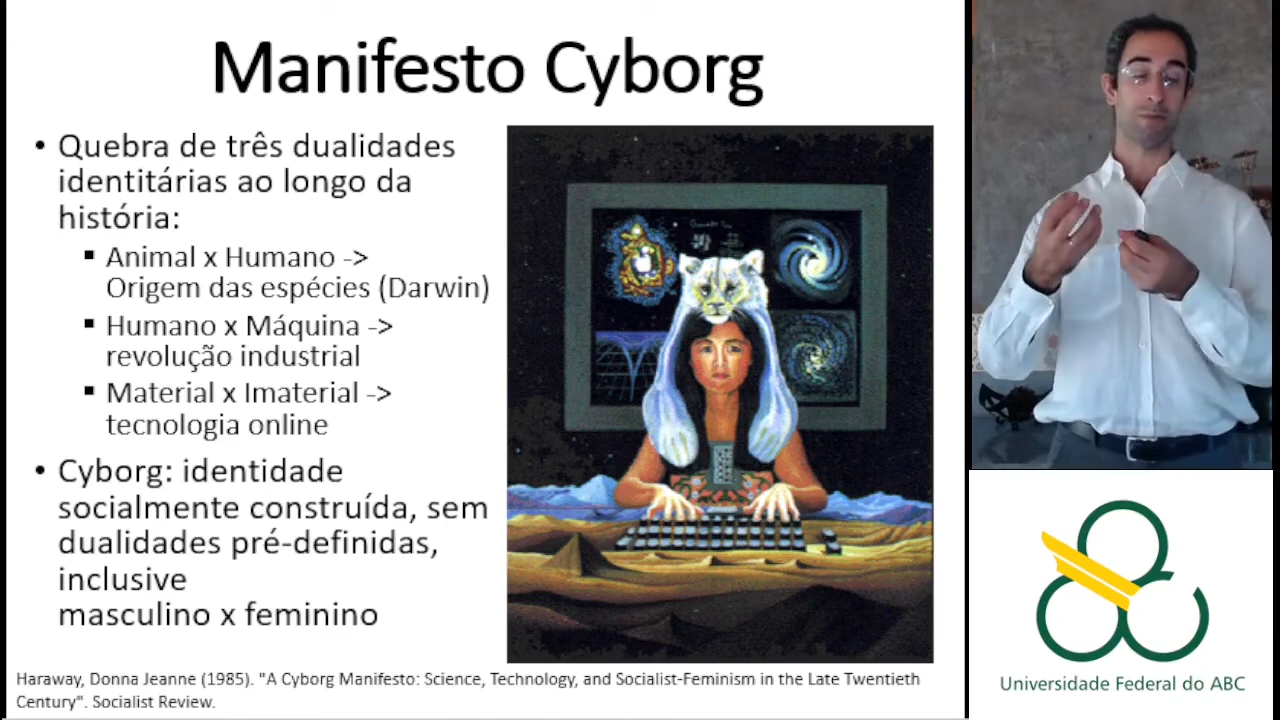 Manifesto Cyborg
• Quebra de três dualidades
identitárias ao longo da
história:
▪ Animal x Humano ->
Origem das espécies (Darwin)
▪ Humano x Máquina ->
revolução industrial
▪ Material x Imaterial ->
tecnologia online
• Cyborg: identidade
socialmente construída, sem
dualidades pré-definidas,
inclusive
masculino x feminino
Haraway, Donna Jeanne (1985). "A Cyborg Manifesto: Science, Technology, and Socialist-Feminism in the Late Twentieth
Century". Socialist Review.
Universidade Federal do ABC